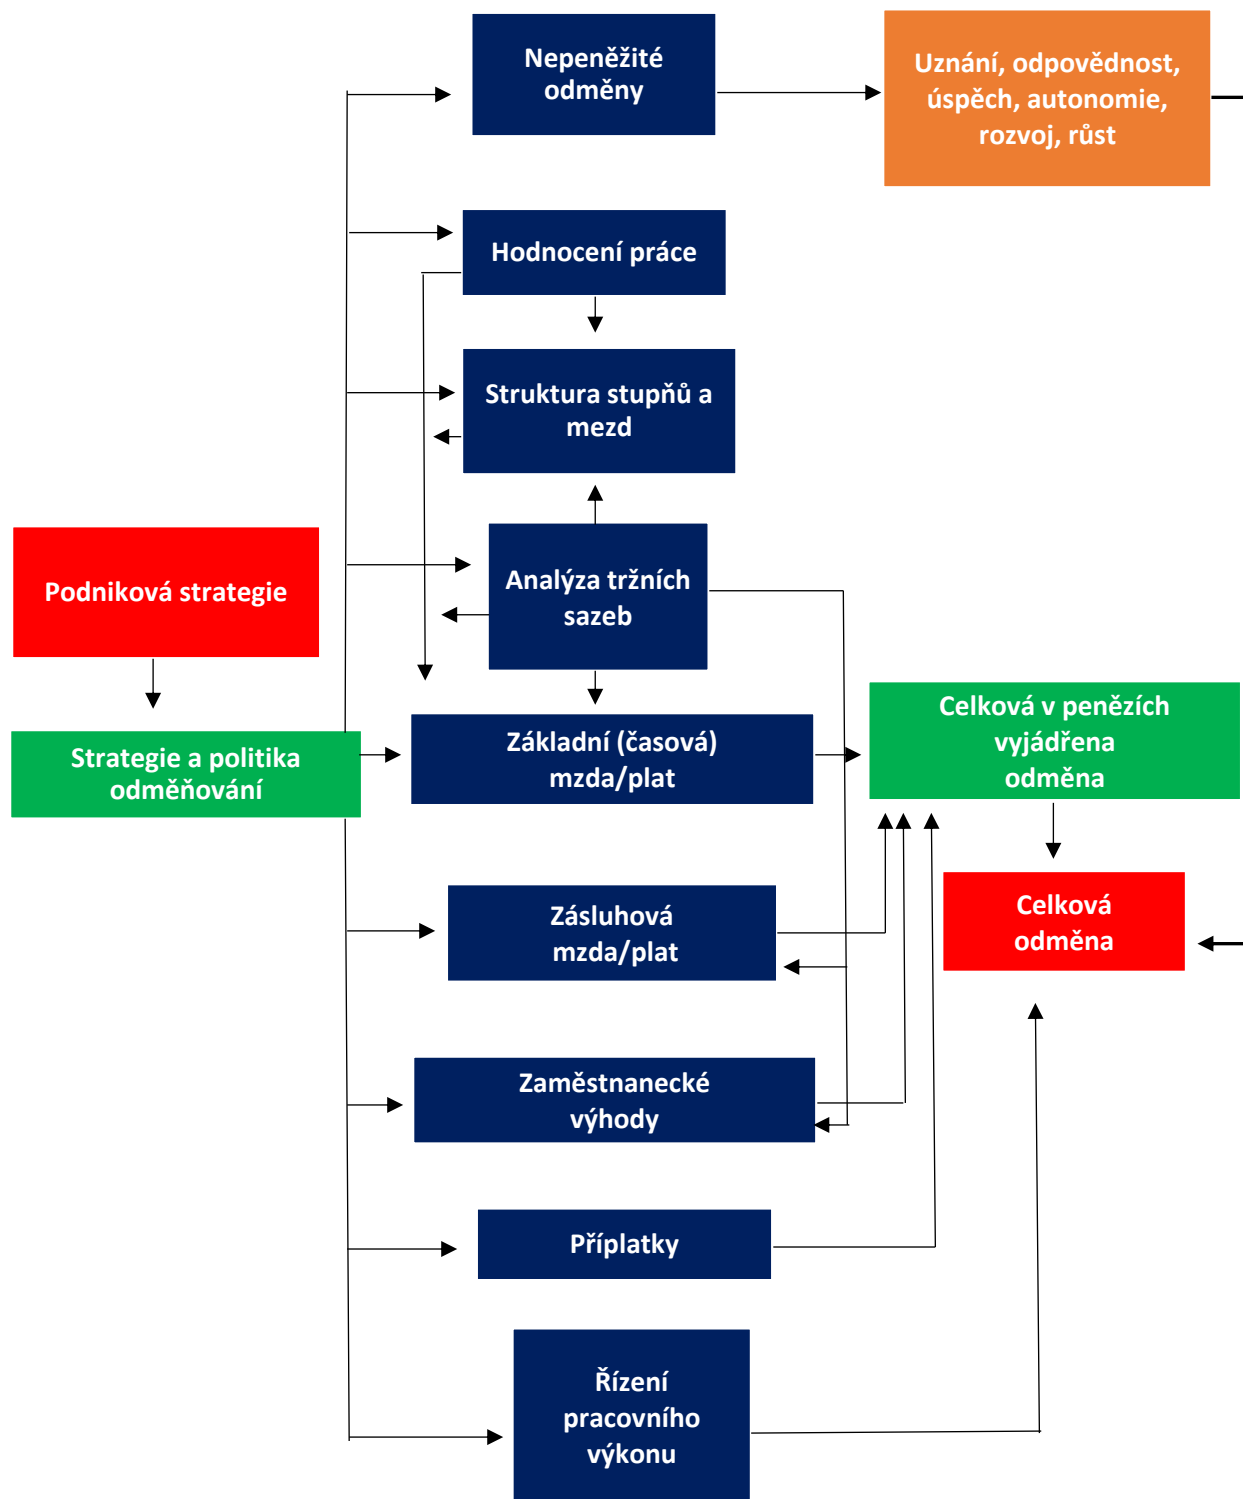 Nepeněžité
odměny
Uznání, odpovědnost,
úspěch, autonomie,
rozvoj, růst
Hodnocení práce
Struktura stupňů a
mezd
Analýza tržních
sazeb
Podniková strategie
Strategie a politika
odměňování
Základní (časová)
mzda/plat
Celková v penězích
vyjádřena
odměna
Zásluhová
mzda/plat
Celková
odměna
Zaměstnanecké
výhody
Příplatky
Řízení
pracovního
výkonu